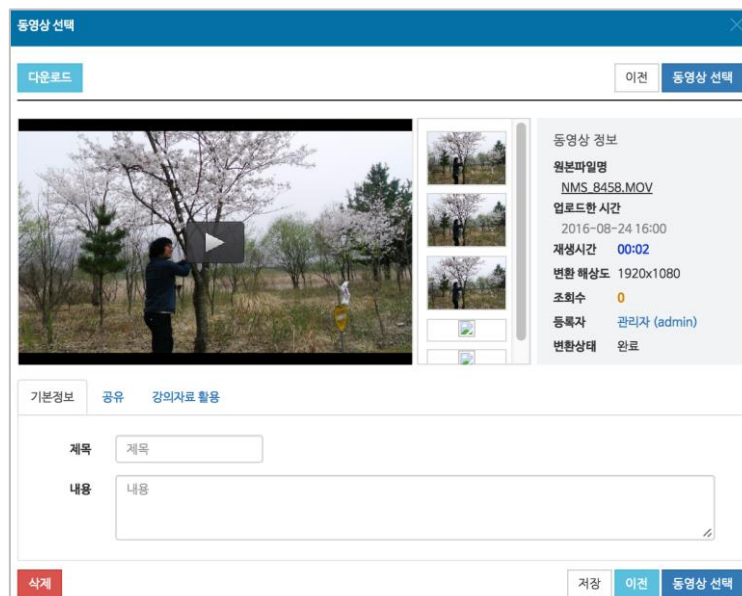 동영상 선택
다운로드
이전
동영상 선택
동영상 정보
원본파일명
NMS_8458.MOV
업로드한 시간
2016-08-24 16:00
재생시간 00:02
변환 해상도 1920x1080
조회수 0
등록자 관리자 (admin)
변환상태 완료
기본정보 공유 강의자료 활용
제목 제목
내용 내용
삭제
저장
이전
동영상 선택